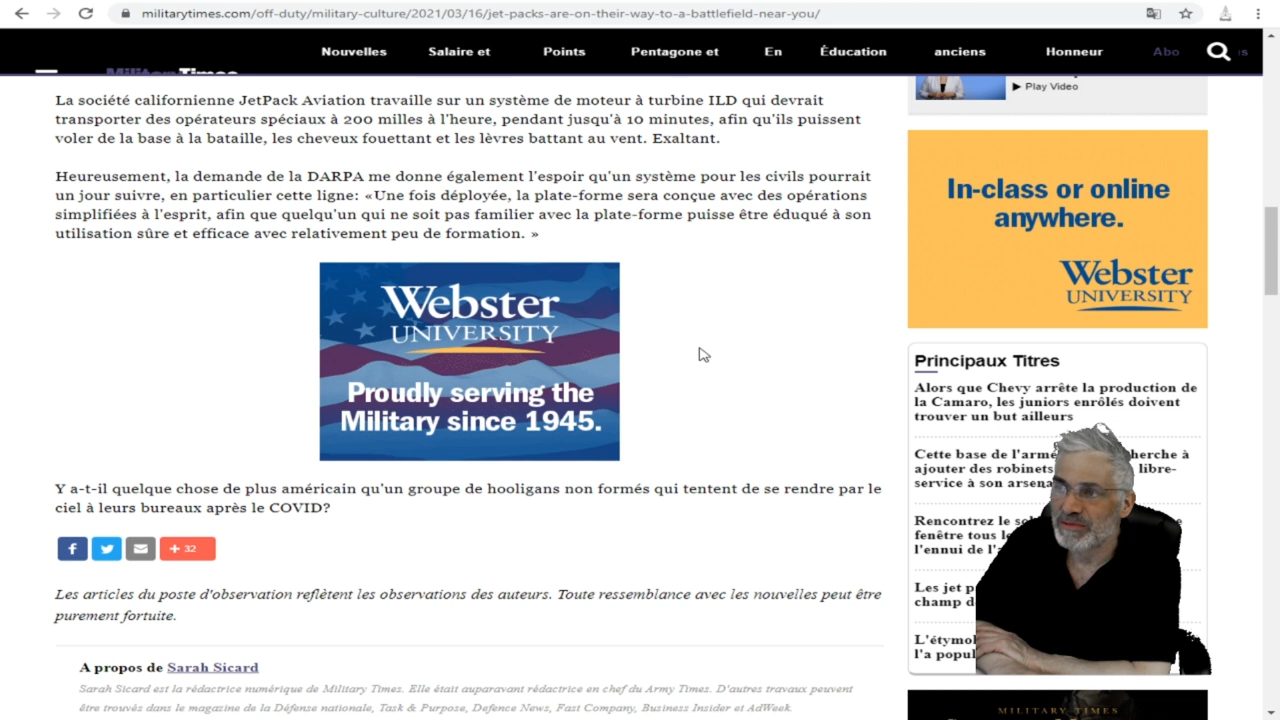 militarytimes.com/off-duty/military-culture/2021/03/16/jet-packs-are-on-their-way-to-a-battlefield-near-you/
Nouvelles Salaire et Points Pentagone et En Éducation anciens Honneur Abo
MilitaryTimes
La société californienne JetPack Aviation travaille sur un système de moteur à turbine ILD qui devrait
transporter des opérateurs spéciaux à 200 milles à l'heure, pendant jusqu'à 10 minutes, afin qu'ils puissent
voler de la base à la bataille, les cheveux fouettant et les lèvres battant au vent. Exaltant.
Heureusement, la demande de la DARPA me donne également l'espoir qu'un système pour les civils pourrait
un jour suivre, en particulier cette ligne: «Une fois déployée, la plate-forme sera conçue avec des opérations
simplifiées à l'esprit, afin que quelqu'un qui ne soit pas familier avec la plate-forme puisse être éduqué à son
utilisation sûre et efficace avec relativement peu de formation. »
Webster
UNIVERSITY
Proudly serving the
Military since 1945.
Y a-t-il quelque chose de plus américain qu'un groupe de hooligans non formés qui tentent de se rendre par le
ciel à leurs bureaux après le COVID?
+ 32
Les articles du poste d'observation reflètent les observations des auteurs. Toute ressemblance avec les nouvelles peut être
purement fortuite.
A propos de Sarah Sicard
Sarah Sicard est la rédactrice numérique de Military Times. Elle était auparavant rédactrice en chef du Army Times. D'autres travaux peuvent
être trouvés dans le magazine de la Défense nationale, Task & Purpose, Defence News, Fast Company, Business Insider et AdWeek.
Play Video
In-class or online
anywhere.
Webster
UNIVERSITY
Principaux Titres
Alors que Chevy arrête la production de
la Camaro, les juniors enrôlés doivent
trouver un but ailleurs
Cette base de l'arme herche à
ajouter des robinets libre-
service à son arsena
Rencontrez le e
fenêtre tous
l'ennui de
Les jet
champ
L'étymo
l'a popul
MILITARY TIMES